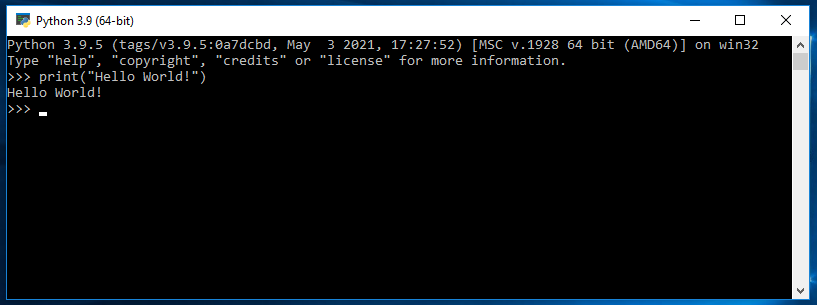 Python 3.9 (64-bit)
Python 3.9.5 (tags/v3.9.5:0a7dcbd, May  3 2021, 17:27:52) [MSC v.1928 64 bit (AMD64)] on win32
Type "help", "copyright", "credits" or "license" for more information.
>>> print("Hello World!")
Hello World!
>>>